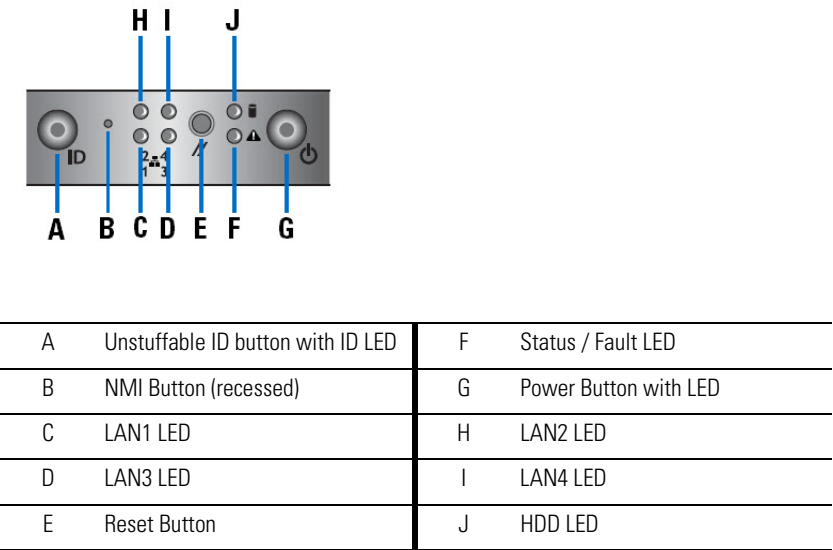 H I J
ID
2 4
1 3
A B C D E F G
A Unstuffable ID button with ID LED F Status / Fault LED
B NMI Button (recessed) G Power Button with LED
C LAN1 LED H LAN2 LED
D LAN3 LED I LAN4 LED
E Reset Button J HDD LED